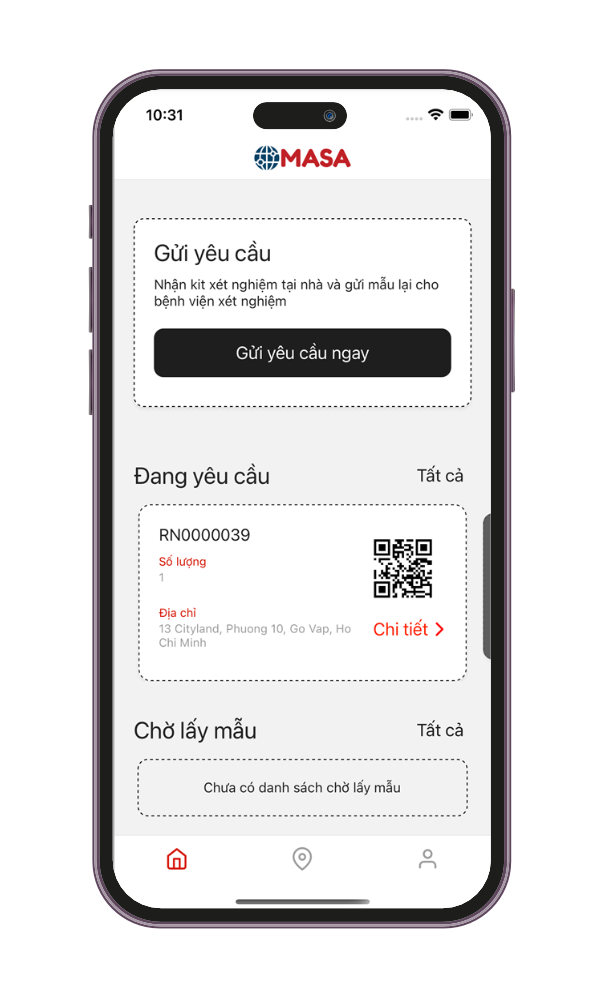 10:31
MASA
Gửi yêu cầu
Nhận kit xét nghiệm tại nhà và gửi mẫu lại cho
bệnh viện xét nghiệm
Gửi yêu cầu ngay
Đang yêu cầu
Tất cả
RN0000039
Số lượng
1
Địa chỉ
13 Cityland, Phuong 10, Go Vap, Ho
Chi Minh
Chi tiết
Chờ lấy mẫu
Tất cả
Chưa có danh sách chờ lấy mẫu